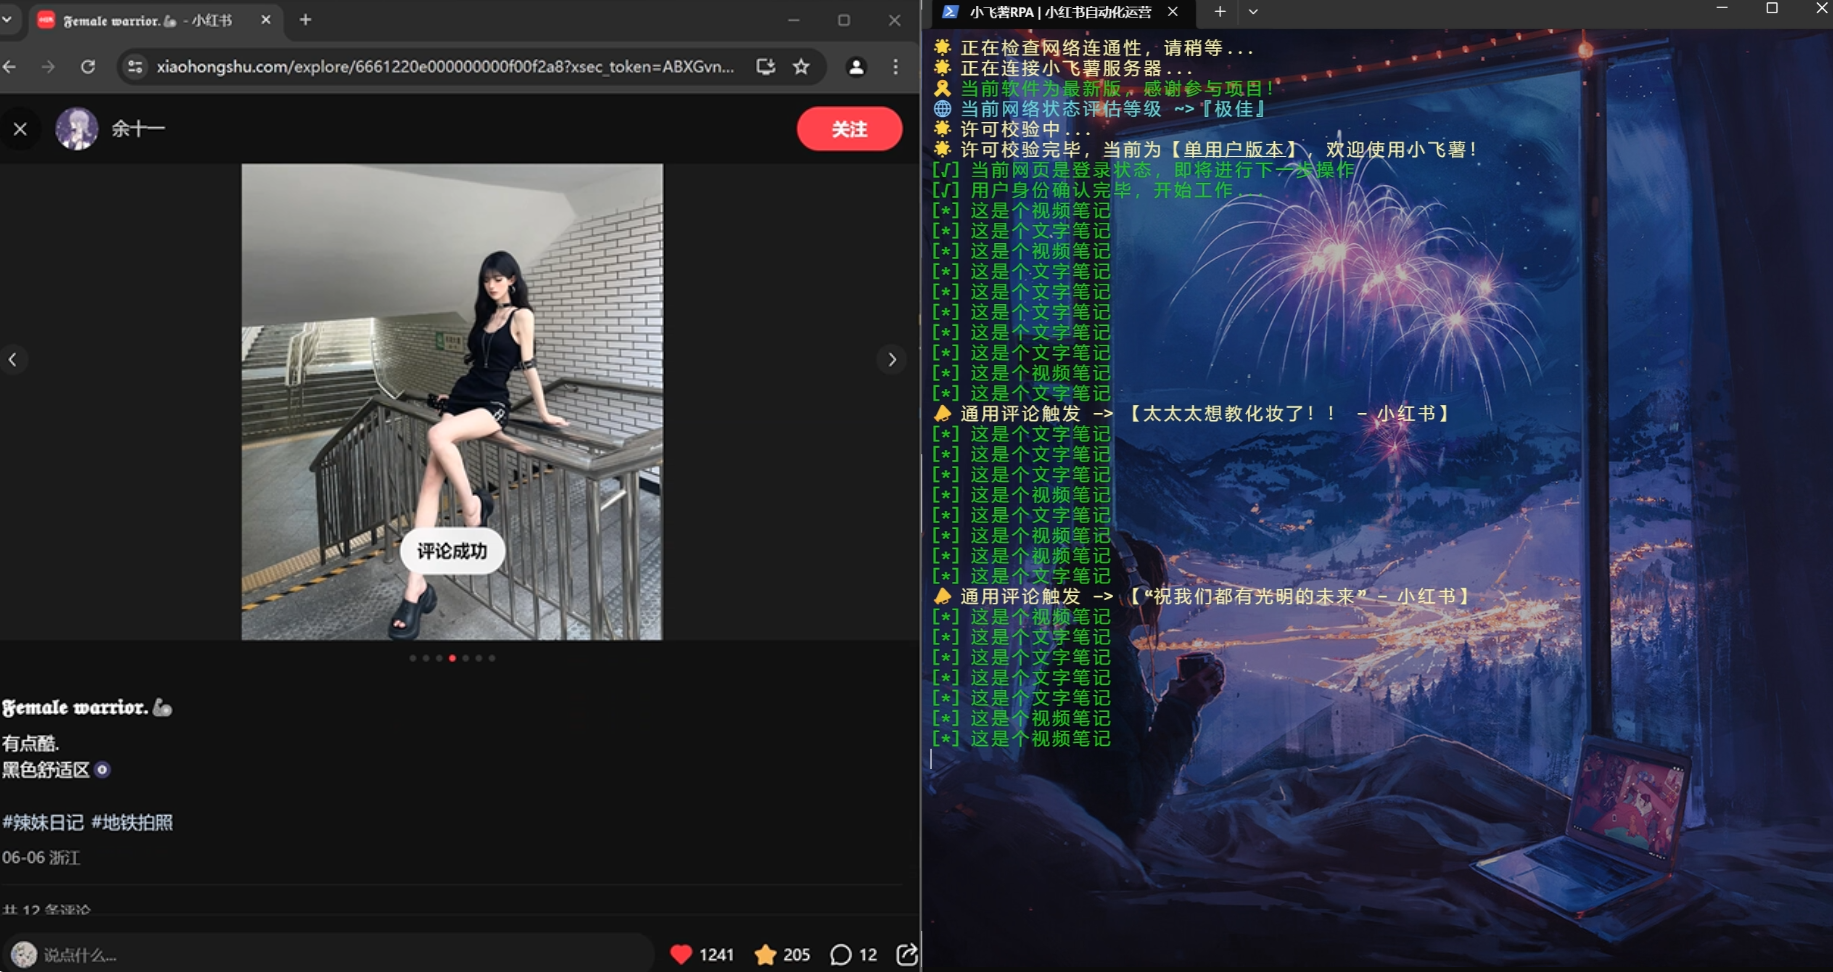 𝕱emale warrior.🦾 - 小红书
xiaohongshu.com/explore/6661220e000000000f00f2a8?xsec_token=ABXGvn...
余十一
关注
评论成功
𝕱emale warrior.🦾
有点酷.
黑色舒适区
#辣妹日记 #地铁拍照
06-06 浙江
共 12 条评论
说点什么...
1241
205
12
小飞薯RPA | 小红书自动化运营
正在检查网络连通性，请稍等...
正在连接小飞薯服务器...
当前软件为最新版，感谢参与项目！
当前网络状态评估等级 ~>『极佳』
许可校验中...
许可校验完毕，当前为【单用户版本】，欢迎使用小飞薯！
[√] 当前网页是登录状态，即将进行下一步操作
[√] 用户身份确认完毕，开始工作...
[*] 这是个视频笔记
[*] 这是个文字笔记
[*] 这是个视频笔记
[*] 这是个文字笔记
[*] 这是个文字笔记
[*] 这是个文字笔记
[*] 这是个文字笔记
[*] 这是个文字笔记
[*] 这是个视频笔记
[*] 这是个文字笔记
通用评论触发 -> 【太太太想教化妆了！！ - 小红书】
[*] 这是个文字笔记
[*] 这是个文字笔记
[*] 这是个文字笔记
[*] 这是个视频笔记
[*] 这是个文字笔记
[*] 这是个视频笔记
[*] 这是个视频笔记
[*] 这是个文字笔记
通用评论触发 -> 【“祝我们都有光明的未来” - 小红书】
[*] 这是个视频笔记
[*] 这是个文字笔记
[*] 这是个文字笔记
[*] 这是个文字笔记
[*] 这是个文字笔记
[*] 这是个视频笔记
[*] 这是个视频笔记